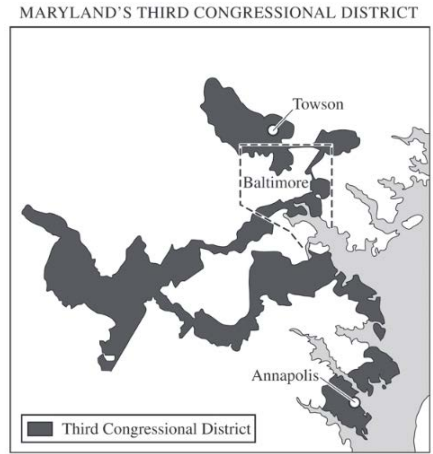 MARYLAND'S THIRD CONGRESSIONAL DISTRICT
Towson
Baltimore
Annapolis
Third Congressional District